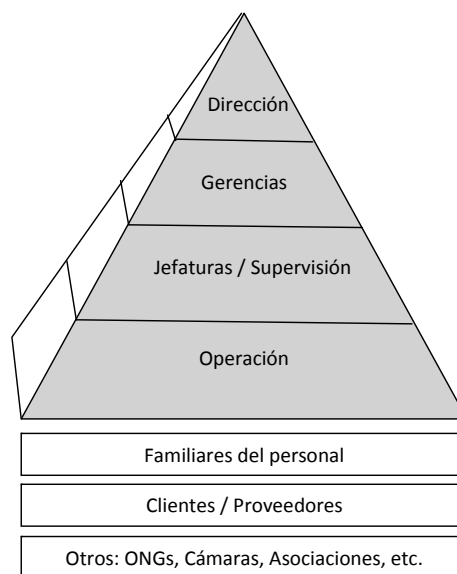 Dirección
Gerencias
Jefaturas / Supervisión
Operación
Familiares del personal
Clientes / Proveedores
Otros: ONGs, Cámaras, Asociaciones, etc.